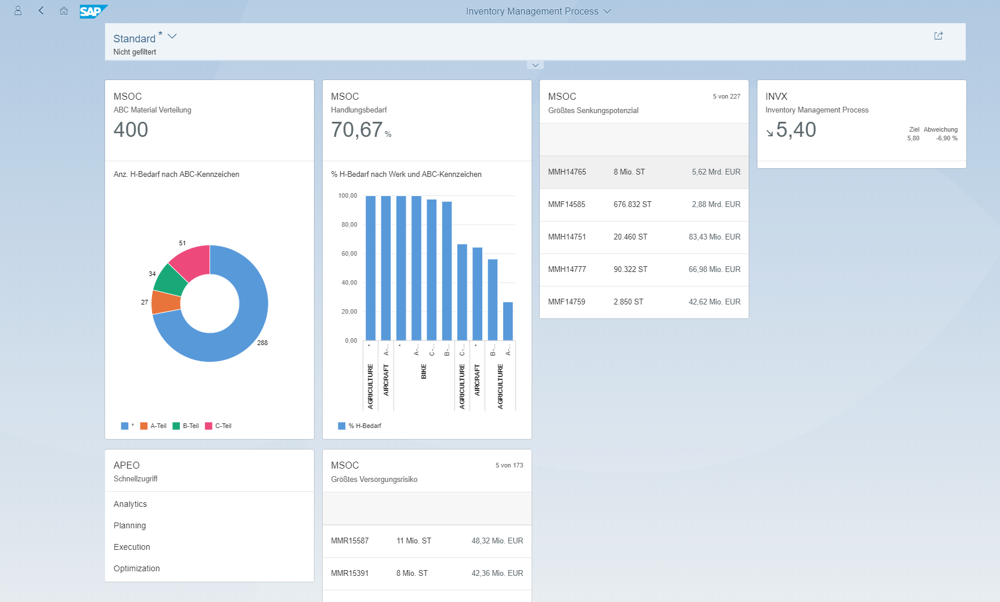 SAP
Inventory Management Process
Standard *
Nicht gefiltert
MSOC
ABC Material Verteilung
400
Anz. H-Bedarf nach ABC-Kennzeichen
51
34
27
288
* A-Teil B-Teil C-Teil
MSOC
Handlungsbedarf
70,67 %
% H-Bedarf nach Werk und ABC-Kennzeichen
100,00
80,00
60,00
40,00
20,00
0,00
* A-... * A-... C-... B-... C-... * B-... A-...
AGRICULTURE AIRCRAFT BIKE AGRICULTURE AIRCRAFT AGRICULTURE
% H-Bedarf
MSOC 5 von 227
Größtes Senkungspotenzial
MMH14765 8 Mio. ST 5,62 Mrd. EUR
MMF14585 676.832 ST 2,88 Mrd. EUR
MMH14751 20.460 ST 83,43 Mio. EUR
MMH14777 90.322 ST 66,98 Mio. EUR
MMF14759 2.850 ST 42,62 Mio. EUR
INVX
Inventory Management Process
5,40
Ziel Abweichung
5,80 -6,90 %
APEO
Schnellzugriff
Analytics
Planning
Execution
Optimization
MSOC 5 von 173
Größtes Versorgungsrisiko
MMR15587 11 Mio. ST 48,32 Mio. EUR
MMR15391 8 Mio. ST 42,36 Mio. EUR